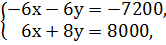 {−6x − 6y = −7200,
6x + 8y = 8000,